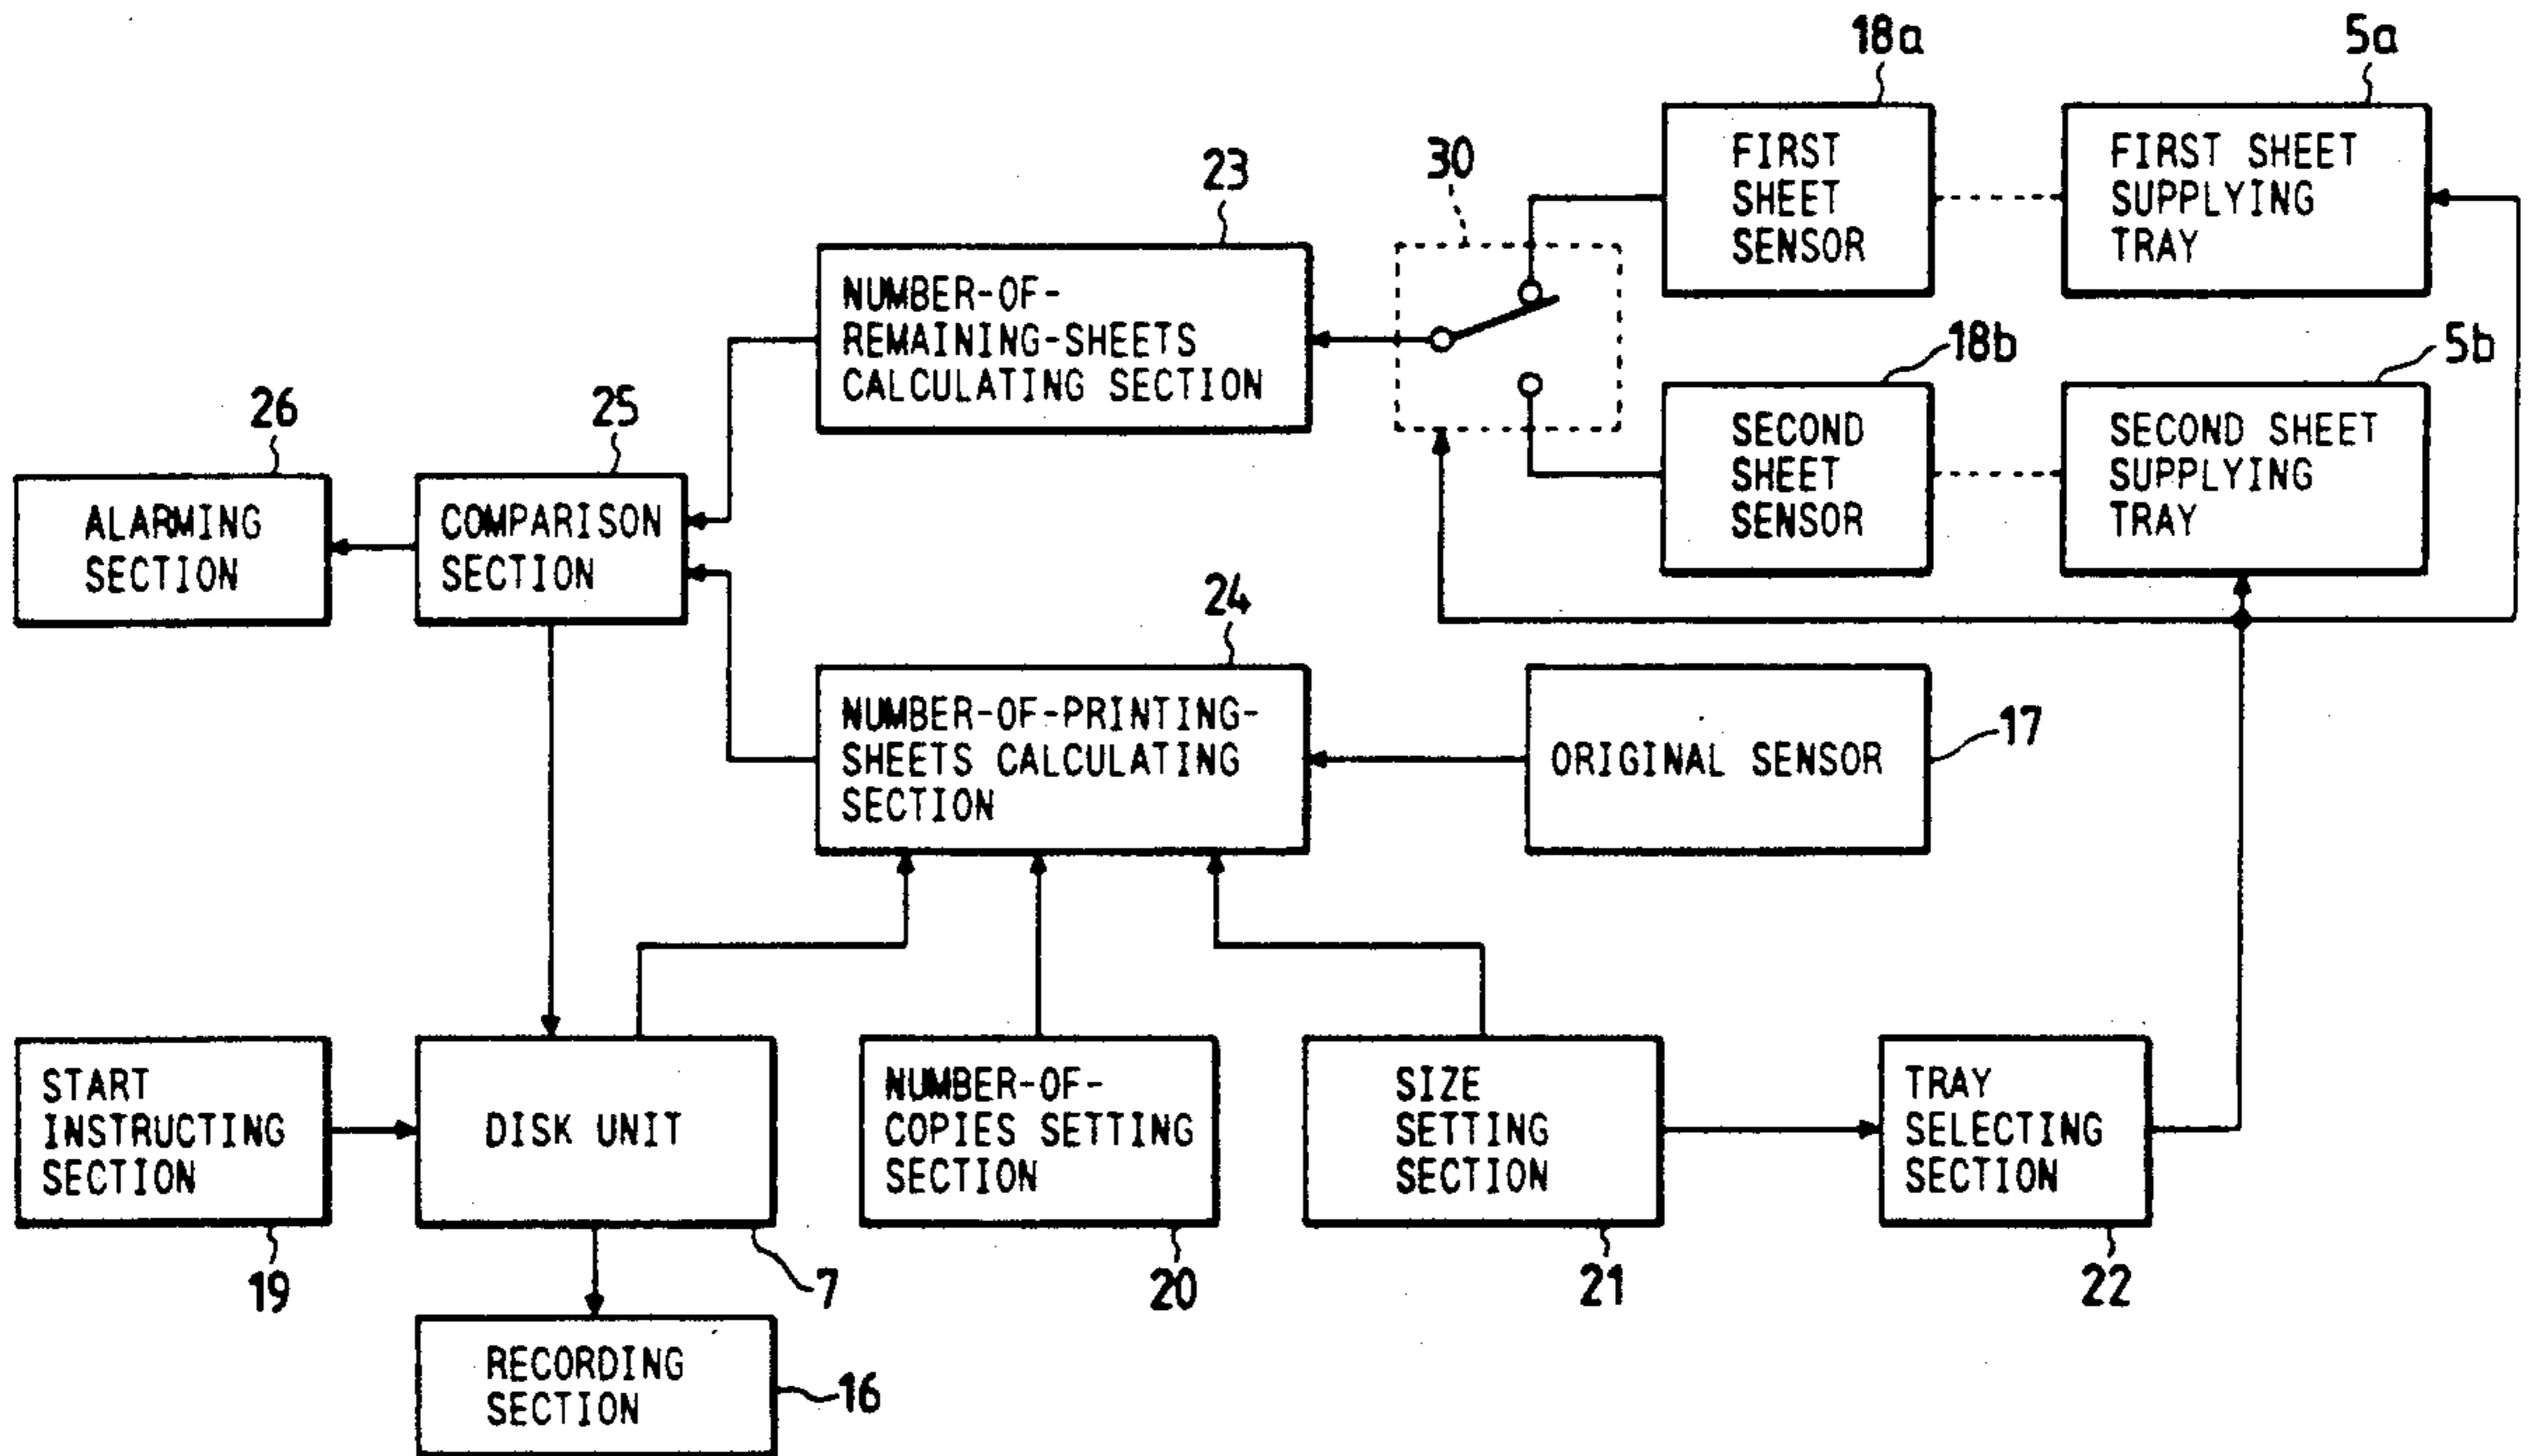 18a
5a
FIRST
SHEET
SENSOR
FIRST SHEET
SUPPLYING
TRAY
30
23
NUMBER-OF-
REMAINING-SHEETS
CALCULATING SECTION
18b
5b
SECOND
SHEET
SENSOR
SECOND SHEET
SUPPLYING
TRAY
26
25
ALARMING
SECTION
COMPARISON
SECTION
24
NUMBER-OF-PRINTING-
SHEETS CALCULATING
SECTION
ORIGINAL SENSOR
17
START
INSTRUCTING
SECTION
DISK UNIT
NUMBER-OF-
COPIES SETTING
SECTION
SIZE
SETTING
SECTION
TRAY
SELECTING
SECTION
19
7
20
21
22
RECORDING
SECTION
16